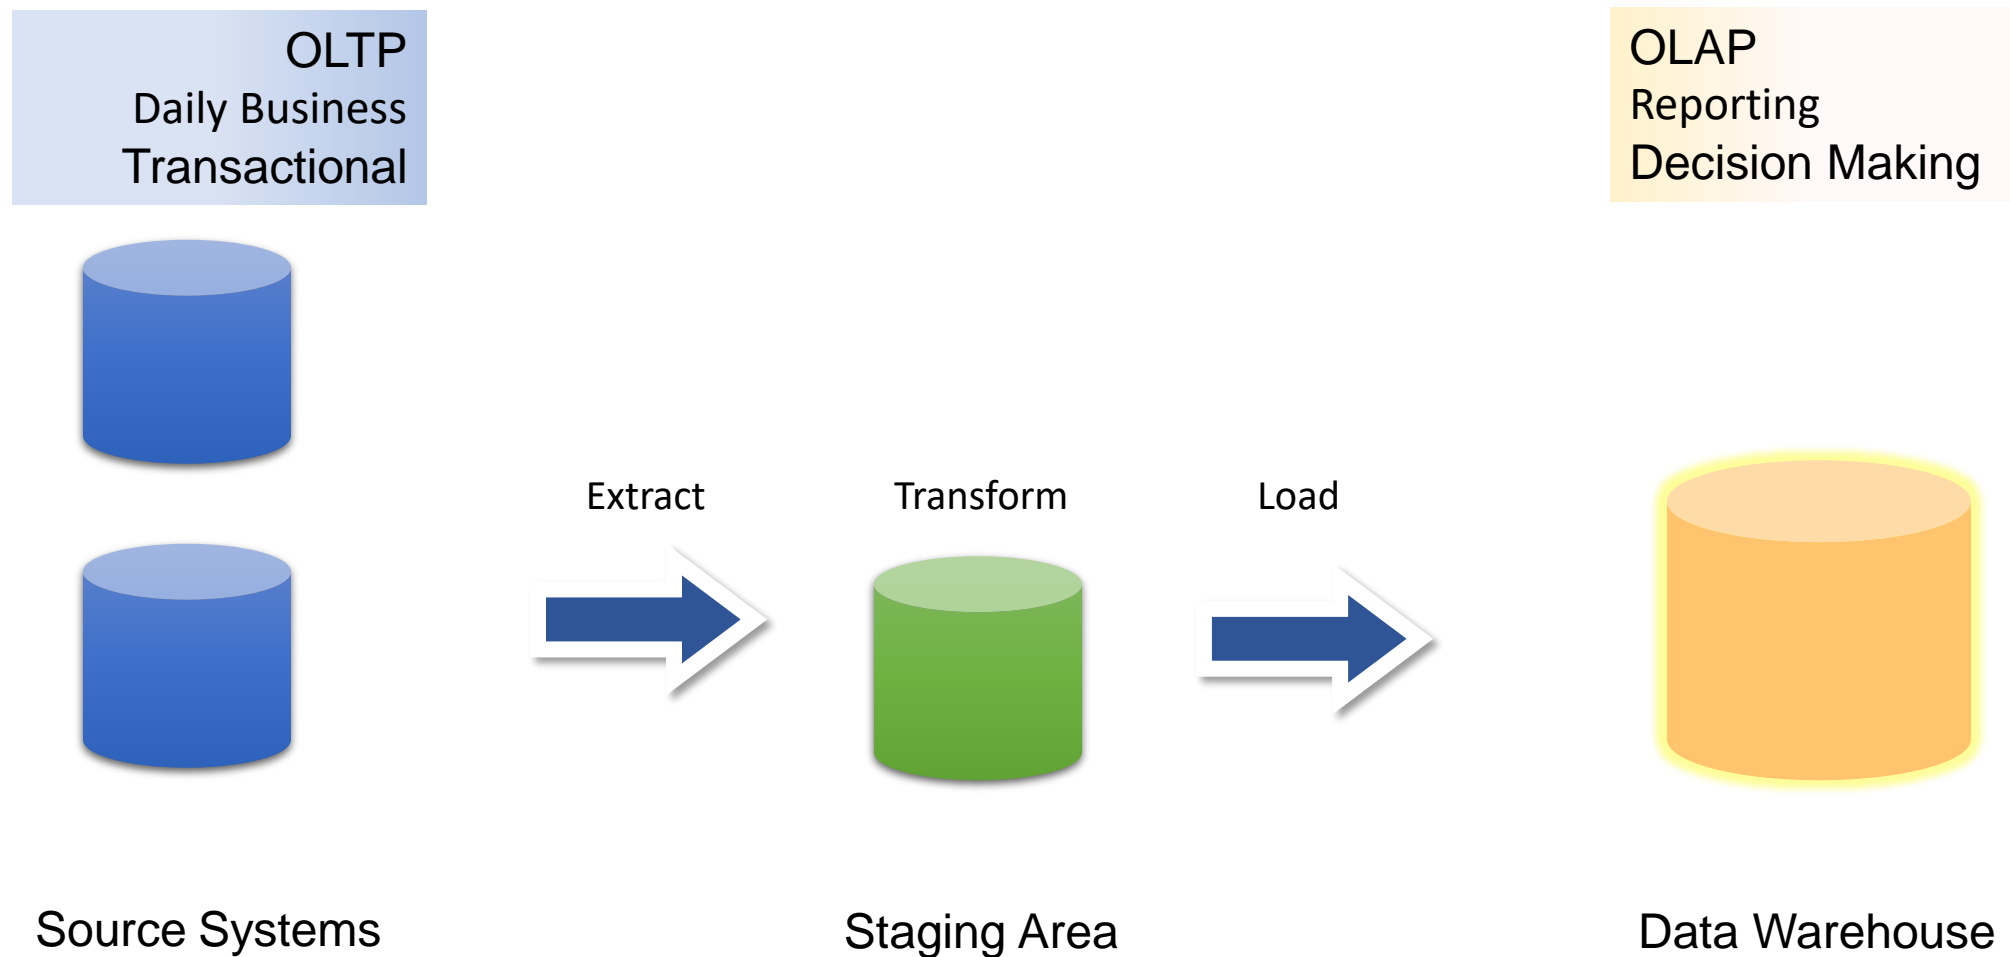 OLTP
Daily Business
Transactional
OLAP
Reporting
Decision Making
Extract
Transform
Load
Source Systems
Staging Area
Data Warehouse